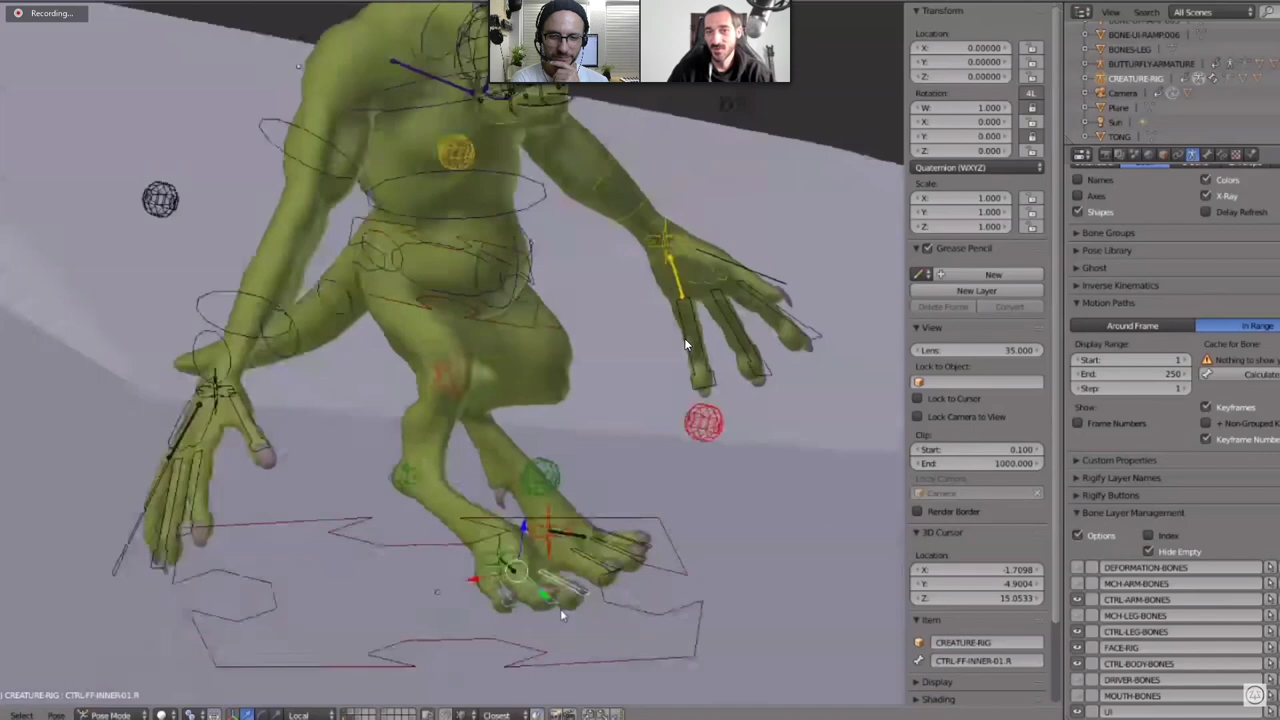 Recording...
Transform
Location:
X: 0.00000
Y: 0.00000
Z: 0.00000
Rotation:
4L
W: 1.000
X: 0.000
Y: 0.000
Z: 0.000
Quaternion (WXYZ)
Scale:
X: 1.000
Y: 1.000
Z: 1.000
Grease Pencil
New
New Layer
Delete Frame
Convert
View
Lens: 35.000
Lock to Object:
Lock to Cursor
Lock Camera to View
Clip:
Start: 0.100
End: 1000.000
Local Camera:
Camera
Render Border
3D Cursor
Location:
X: -1.7098
Y: -4.9004
Z: 15.0533
Item
CREATURE-RIG
CTRL-FF-INNER-01.R
Display
Shading
View Search All Scenes
BONE-UI-RAMP.006
BONES-LEG
BUTTURFLY-ARMATURE
CREATURE-RIG
Camera
Plane
Sun
TONG
Names
Colors
Axes
X-Ray
Shapes
Delay Refresh
Bone Groups
Pose Library
Ghost
Inverse Kinematics
Motion Paths
Around Frame
In Range
Display Range:
Cache for Bone:
Start: 1
Nothing to show
End: 250
Calculate
Step: 1
Show:
Keyframes
Frame Numbers
+ Non-Grouped
Keyframe Numbe
Custom Properties
Rigify Layer Names
Rigify Buttons
Bone Layer Management
Options
Index
Hide Empty
DEFORMATION-BONES
MCH-ARM-BONES
CTRL-ARM-BONES
MCH-LEG-BONES
CTRL-LEG-BONES
FACE-RIG
CTRL-BODY-BONES
DRIVER-BONES
MOUTH-BONES
UI
) CREATURE-RIG : CTRL-FF-INNER-01.R
Select Pose Pose Mode Local Closest